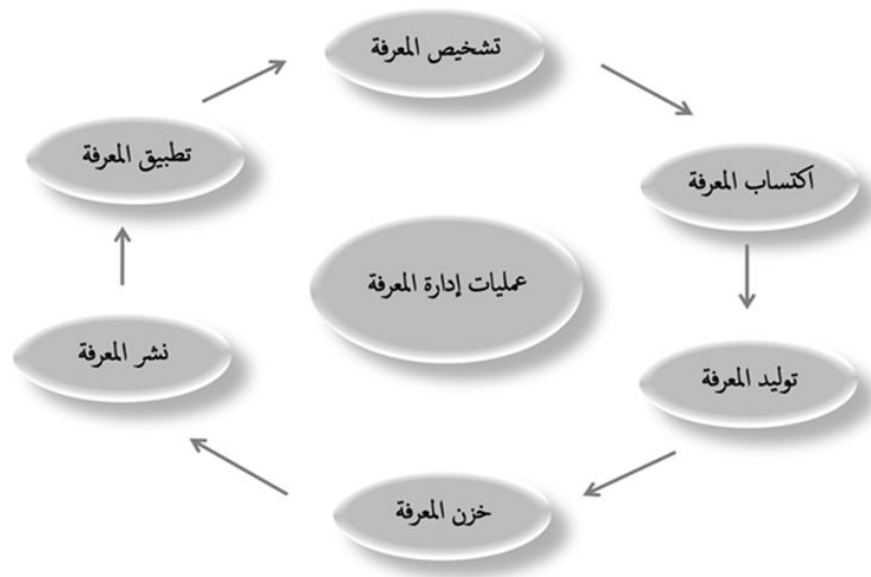 تشخيص المعرفة
اكتساب المعرفة
توليد المعرفة
خزن المعرفة
نشر المعرفة
تطبيق المعرفة
عمليات إدارة المعرفة